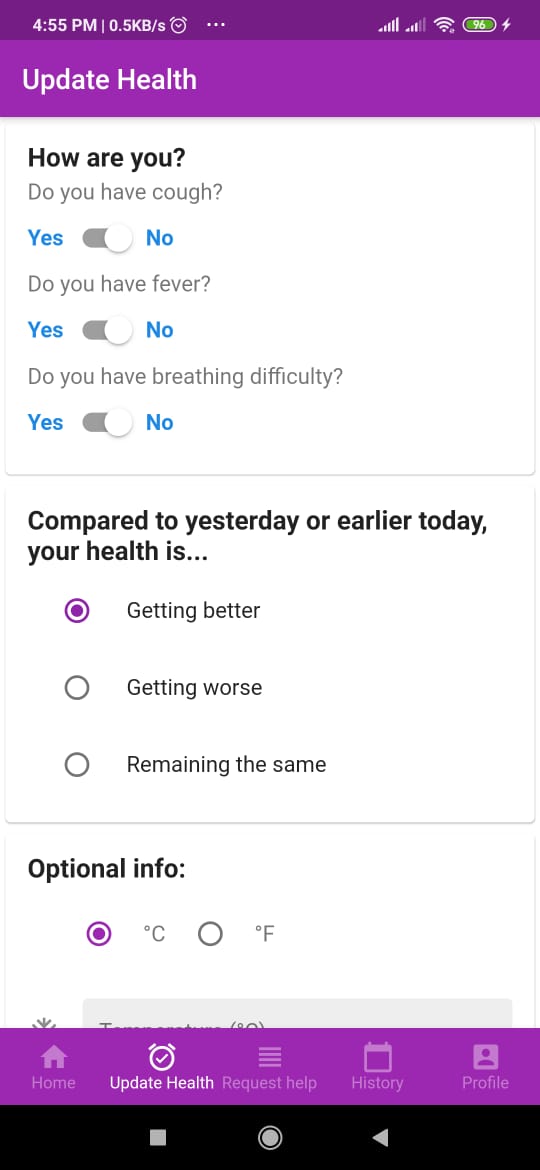 4:55 PM | 0.5KB/s ...
96
Update Health
How are you?
Do you have cough?
Yes No
Do you have fever?
Yes No
Do you have breathing difficulty?
Yes No
Compared to yesterday or earlier today,
your health is...
Getting better
Getting worse
Remaining the same
Optional info:
°C °F
Temperature (°C)
Home Update Health Request help History Profile